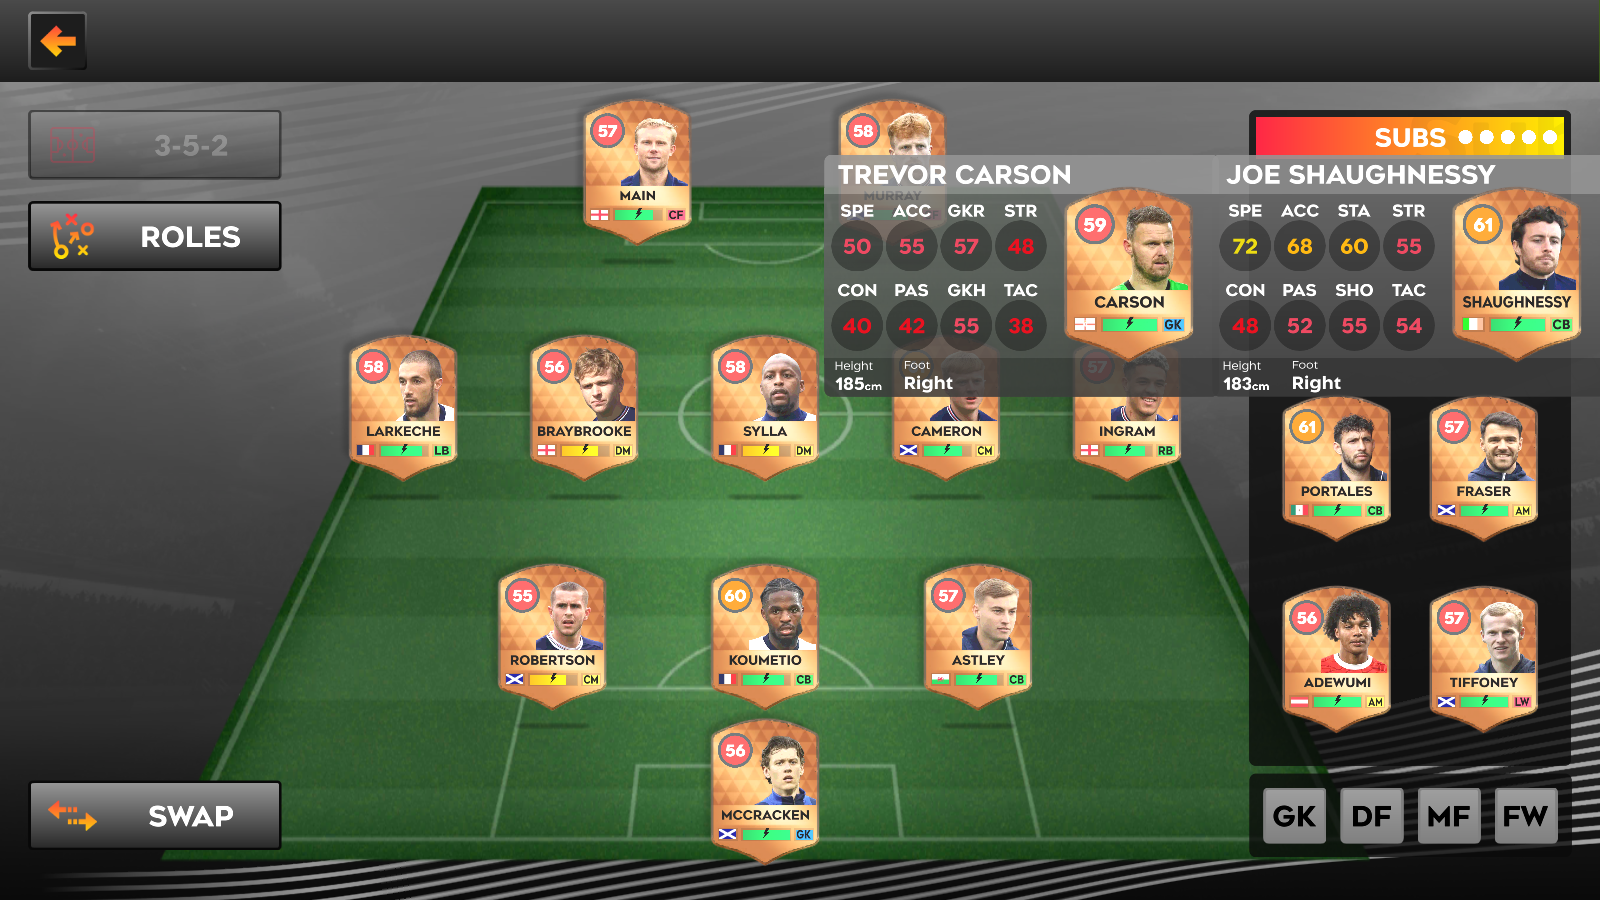 3-5-2
ROLES
SWAP
SUBS
57
MAIN
CF
58
MURRAY
TREVOR CARSON
SPE ACC GKR STR
50 55 57 48
CON PAS GKH TAC
40 42 55 38
Height Foot
185cm Right
59
CARSON
GK
JOE SHAUGHNESSY
SPE ACC STA STR
72 68 60 55
CON PAS SHO TAC
48 52 55 54
Height Foot
183cm Right
61
SHAUGHNESSY
CB
58
LARKECHE
LB
56
BRAYBROOKE
DM
58
SYLLA
DM
CAMERON
CM
57
INGRAM
RB
55
ROBERTSON
CM
60
KOUMETIO
CB
57
ASTLEY
CB
56
MCCRACKEN
GK
61
PORTALES
CB
57
FRASER
AM
56
ADEWUMI
AM
57
TIFFONEY
LW
GK DF MF FW